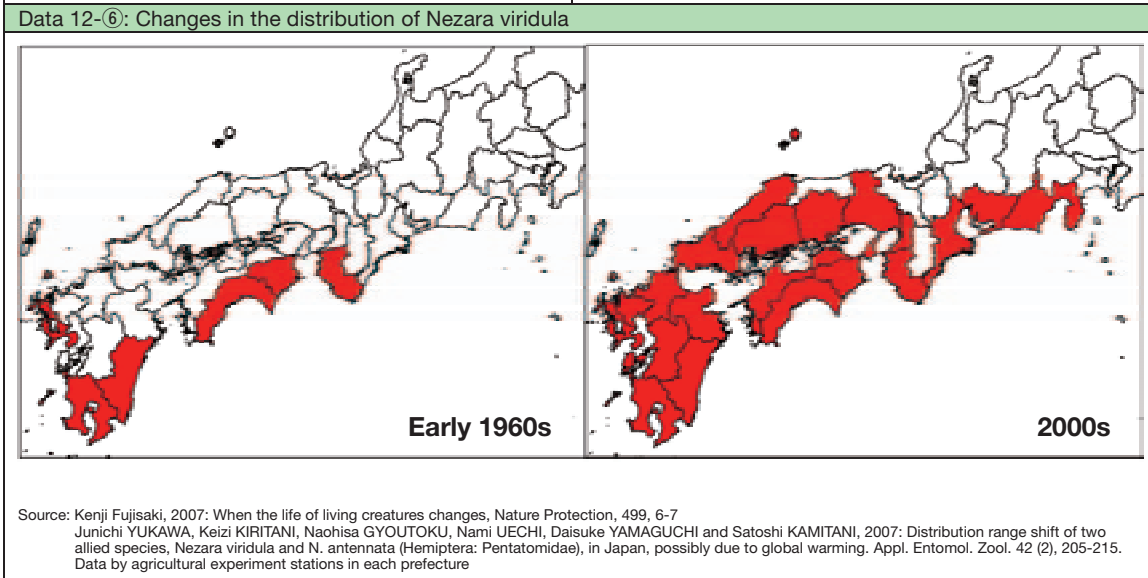 Data 12-⑥: Changes in the distribution of Nezara viridula
Early 1960s
2000s
Source: Kenji Fujisaki, 2007: When the life of living creatures changes, Nature Protection, 499, 6-7
Junichi YUKAWA, Keizi KIRITANI, Naohisa GYOUTOKU, Nami UECHI, Daisuke YAMAGUCHI and Satoshi KAMITANI, 2007: Distribution range shift of two
allied species, Nezara viridula and N. antennata (Hemiptera: Pentatomidae), in Japan, possibly due to global warming. Appl. Entomol. Zool. 42 (2), 205-215.
Data by agricultural experiment stations in each prefecture